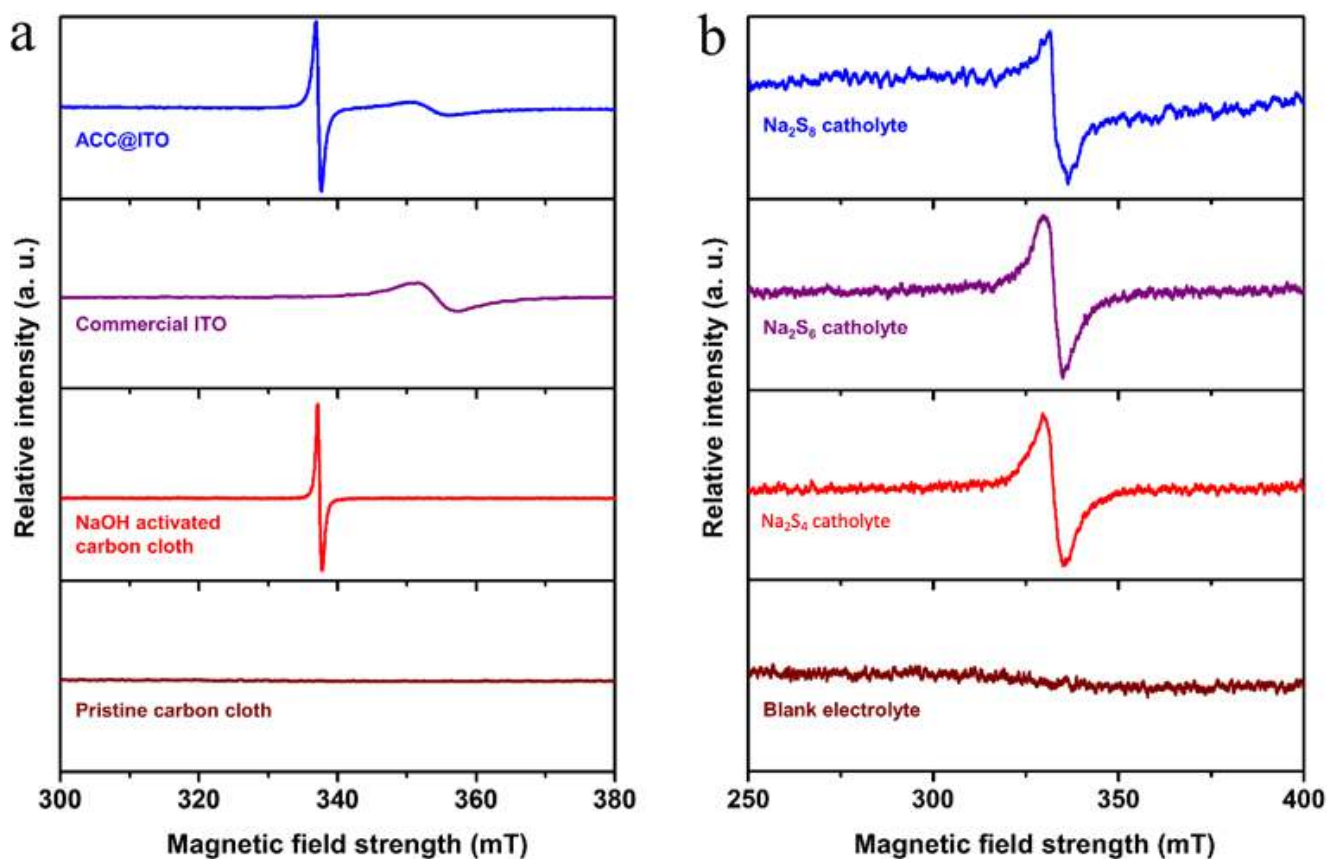 a
Relative intensity (a. u.)
ACC@ITO
Commercial ITO
NaOH activated
carbon cloth
Pristine carbon cloth
300 320 340 360 380
Magnetic field strength (mT)
b
Relative intensity (a. u.)
Na₂S₈ catholyte
Na₂S₆ catholyte
Na₂S₄ catholyte
Blank electrolyte
250 300 350 400
Magnetic field strength (mT)